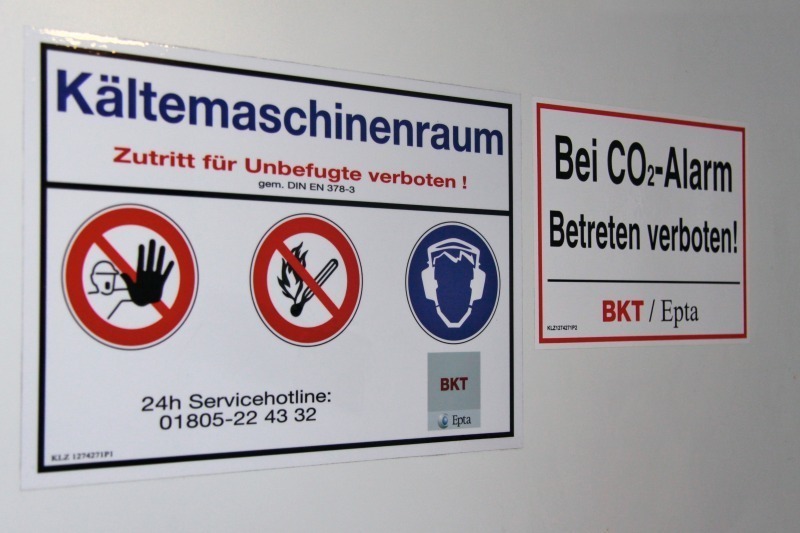 Kältemaschinenraum
Zutritt für Unbefugte verboten !
gem. DIN EN 378-3
24h Servicehotline:
01805-22 43 32
BKT
Epta
KLZ 1274271P1
Bei CO₂-Alarm
Betreten verboten!
BKT / Epta
KLZ1274271P2